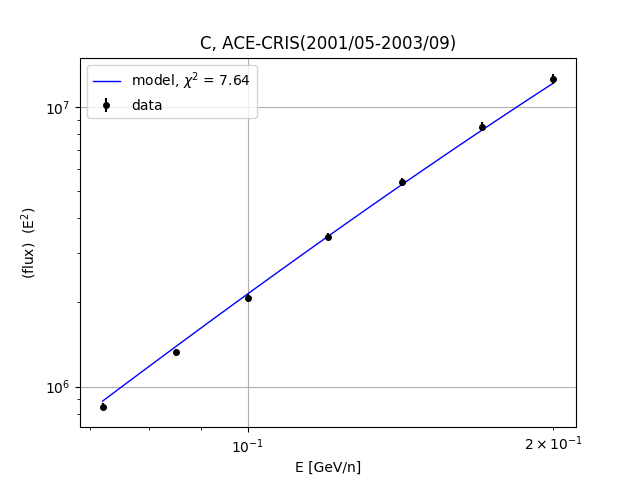 C, ACE-CRIS(2001/05-2003/09)
model, χ² = 7.64
data
10⁷
10⁶
(flux) (E²)
10⁻¹
2 × 10⁻¹
E [GeV/n]